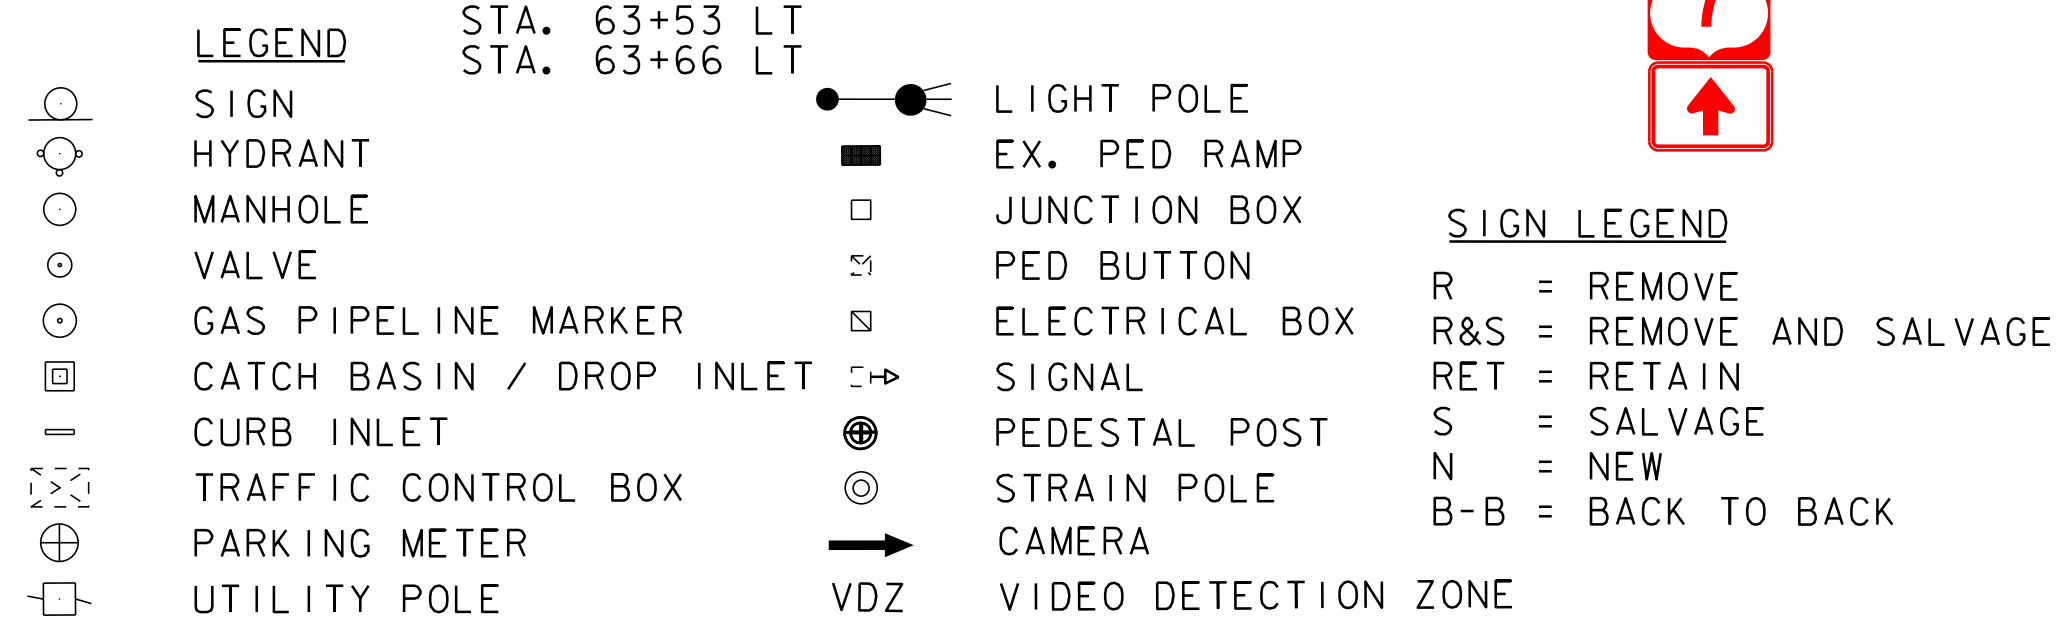 STA. 63+53 LT
STA. 63+66 LT
LEGEND
SIGN
HYDRANT
MANHOLE
VALVE
GAS PIPELINE MARKER
CATCH BASIN / DROP INLET
CURB INLET
TRAFFIC CONTROL BOX
PARKING METER
UTILITY POLE
LIGHT POLE
EX. PED RAMP
JUNCTION BOX
PED BUTTON
ELECTRICAL BOX
SIGNAL
PEDESTAL POST
STRAIN POLE
CAMERA
VDZ VIDEO DETECTION ZONE
SIGN LEGEND
R = REMOVE
R&S = REMOVE AND SALVAGE
RET = RETAIN
S = SALVAGE
N = NEW
B-B = BACK TO BACK